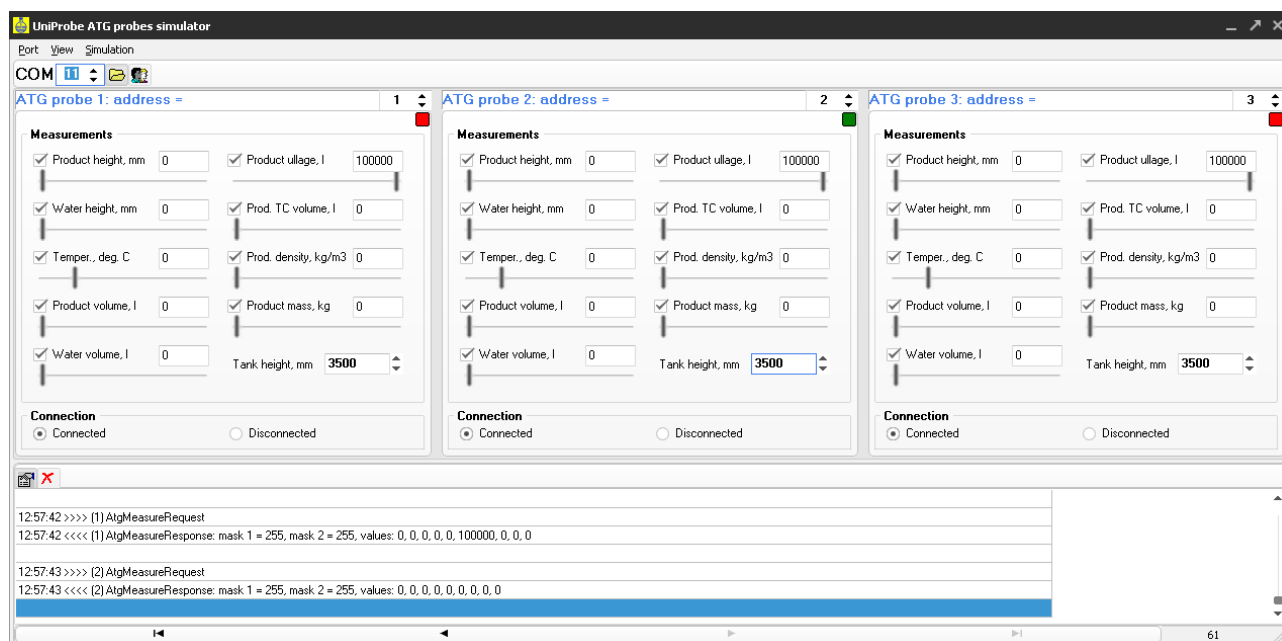 UniProbe ATG probes simulator
Port View Simulation
COM 11
ATG probe 1: address = 1
Measurements
Product height, mm 0 Product ullage, l 100000
Water height, mm 0 Prod. TC volume, l 0
Temper., deg. C 0 Prod. density, kg/m3 0
Product volume, l 0 Product mass, kg 0
Water volume, l 0 Tank height, mm 3500
Connection
Connected Disconnected
ATG probe 2: address = 2
Measurements
Product height, mm 0 Product ullage, l 100000
Water height, mm 0 Prod. TC volume, l 0
Temper., deg. C 0 Prod. density, kg/m3 0
Product volume, l 0 Product mass, kg 0
Water volume, l 0 Tank height, mm 3500
Connection
Connected Disconnected
ATG probe 3: address = 3
Measurements
Product height, mm 0 Product ullage, l 100000
Water height, mm 0 Prod. TC volume, l 0
Temper., deg. C 0 Prod. density, kg/m3 0
Product volume, l 0 Product mass, kg 0
Water volume, l 0 Tank height, mm 3500
Connection
Connected Disconnected
12:57:42 >>>> (1) AtgMeasureRequest
12:57:42 <<<< (1) AtgMeasureResponse: mask 1 = 255, mask 2 = 255, values: 0, 0, 0, 0, 0, 100000, 0, 0, 0
12:57:43 >>>> (2) AtgMeasureRequest
12:57:43 <<<< (2) AtgMeasureResponse: mask 1 = 255, mask 2 = 255, values: 0, 0, 0, 0, 0, 0, 0, 0, 0
61